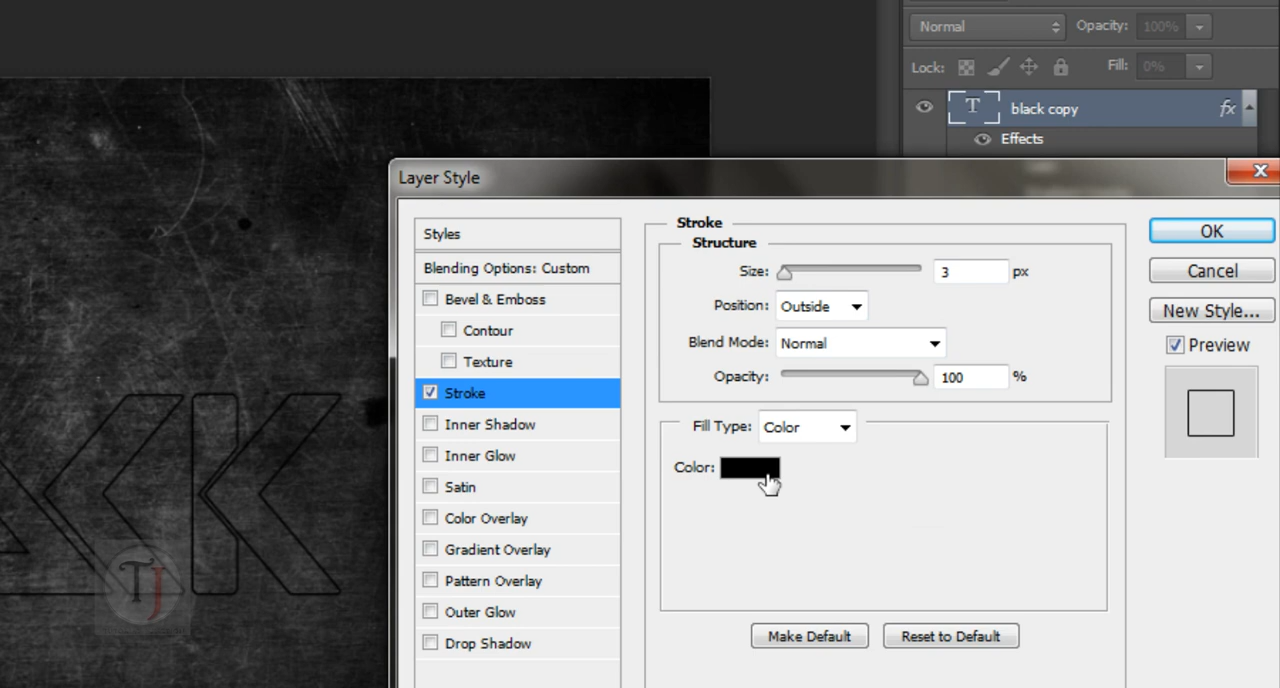 Normal Opacity: 100%
Lock: Fill: 0%
T black copy fx
Effects
Layer Style
Styles
Blending Options: Custom
Bevel & Emboss
Contour
Texture
Stroke
Inner Shadow
Inner Glow
Satin
Color Overlay
Gradient Overlay
Pattern Overlay
Outer Glow
Drop Shadow
Stroke
Structure
Size: 3 px
Position: Outside
Blend Mode: Normal
Opacity: 100 %
Fill Type: Color
Color:
Make Default Reset to Default
OK
Cancel
New Style...
Preview
K
TJ